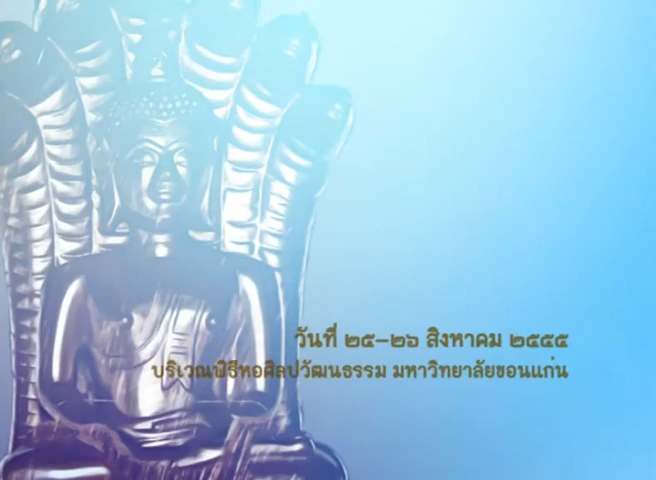 วันที่ ๒๕–๒๖ สิงหาคม ๒๕๕๕
บริเวณพิธีหอศิลปวัฒนธรรม มหาวิทยาลัยขอนแก่น